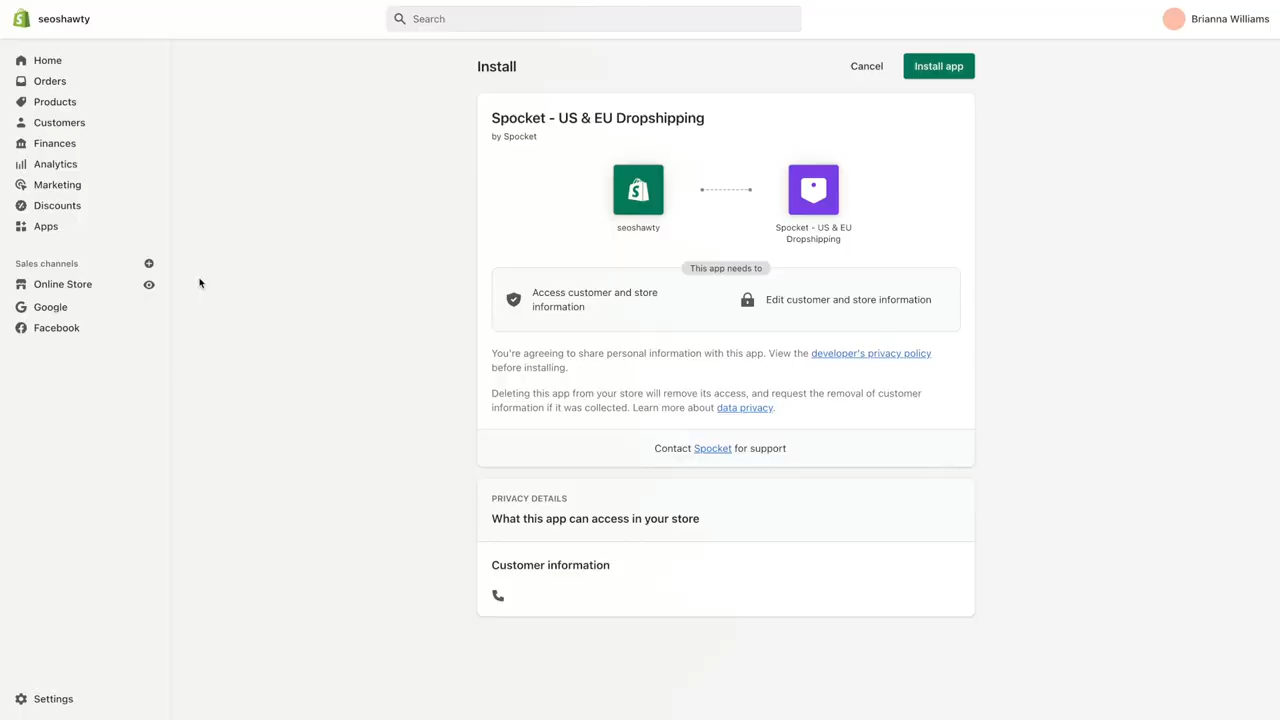 seoshawty
Search
Brianna Williams
Home
Orders
Products
Customers
Finances
Analytics
Marketing
Discounts
Apps
Sales channels
Online Store
Google
Facebook
Settings
Install
Cancel
Install app
Spocket - US & EU Dropshipping
by Spocket
seoshawty
Spocket - US & EU
Dropshipping
This app needs to
Access customer and store
information
Edit customer and store information
You're agreeing to share personal information with this app. View the developer's privacy policy
before installing.
Deleting this app from your store will remove its access, and request the removal of customer
information if it was collected. Learn more about data privacy.
Contact Spocket for support
PRIVACY DETAILS
What this app can access in your store
Customer information